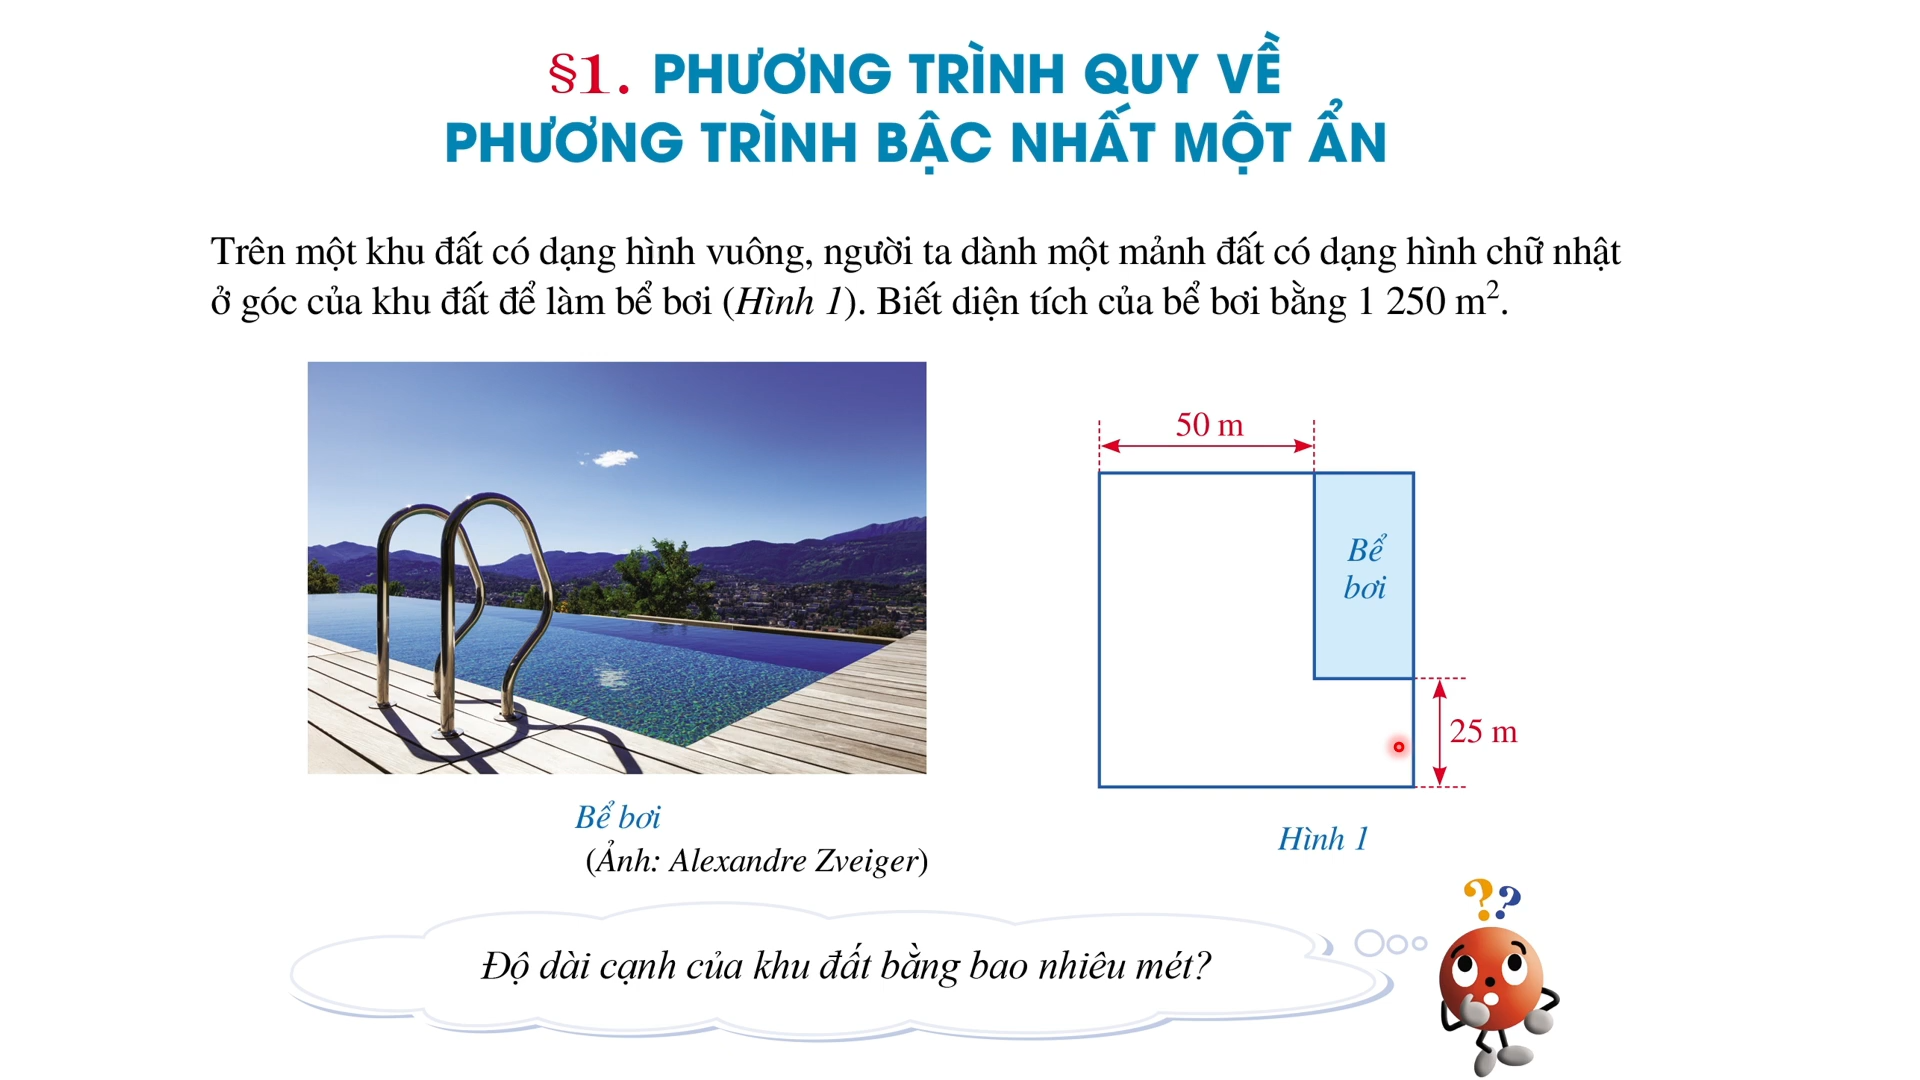 §1. PHƯƠNG TRÌNH QUY VỀ
PHƯƠNG TRÌNH BẬC NHẤT MỘT ẨN
Trên một khu đất có dạng hình vuông, người ta dành một mảnh đất có dạng hình chữ nhật
ở góc của khu đất để làm bể bơi (Hình 1). Biết diện tích của bể bơi bằng 1 250 m².
50 m
Bể
bơi
25 m
Bể bơi
(Ảnh: Alexandre Zveiger)
Hình 1
??
Độ dài cạnh của khu đất bằng bao nhiêu mét?